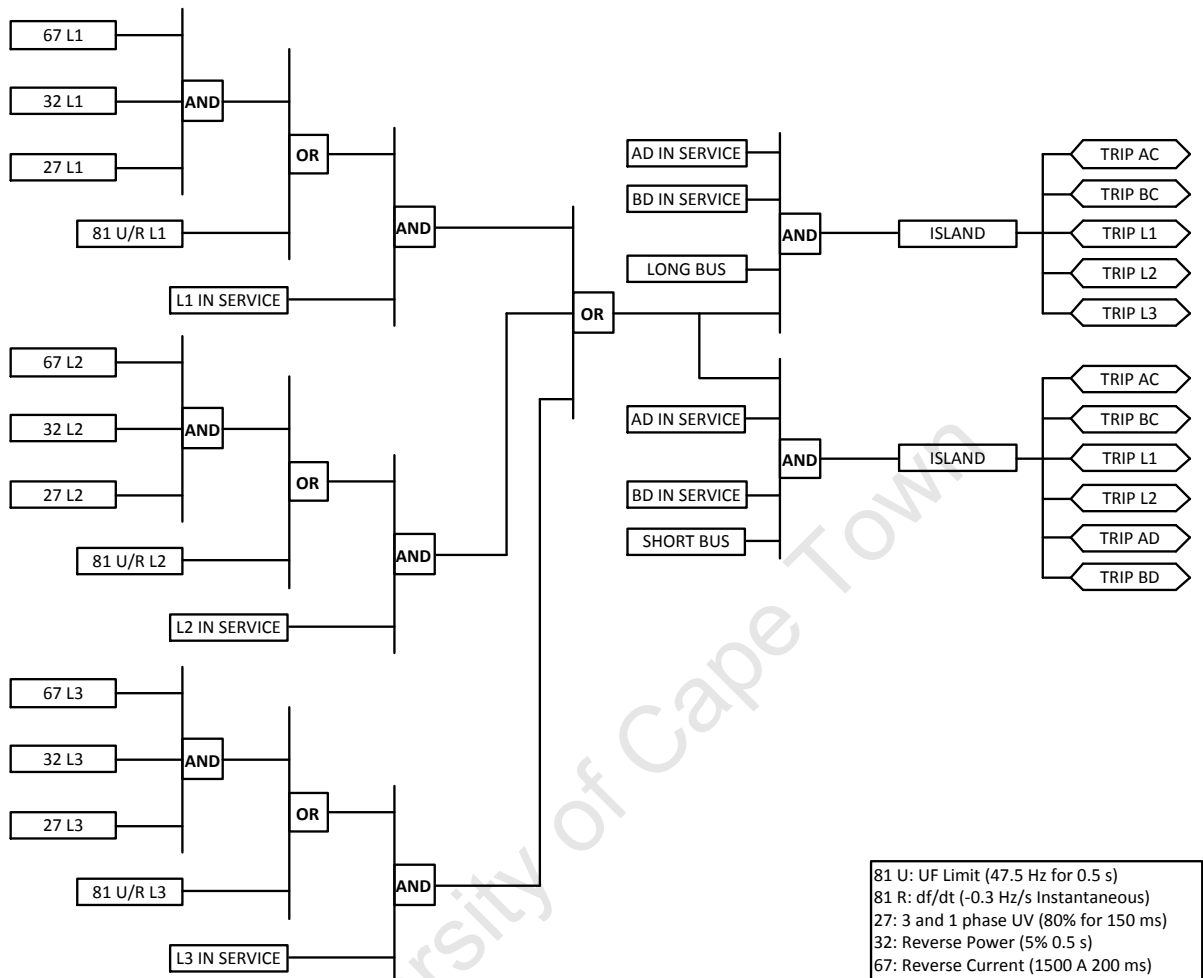 67 L1
32 L1
27 L1
AND
81 U/R L1
OR
L1 IN SERVICE
AND
67 L2
32 L2
27 L2
AND
81 U/R L2
OR
L2 IN SERVICE
AND
67 L3
32 L3
27 L3
AND
81 U/R L3
OR
L3 IN SERVICE
AND
OR
AD IN SERVICE
BD IN SERVICE
LONG BUS
AND
ISLAND
TRIP AC
TRIP BC
TRIP L1
TRIP L2
TRIP L3
AD IN SERVICE
BD IN SERVICE
SHORT BUS
AND
ISLAND
TRIP AC
TRIP BC
TRIP L1
TRIP L2
TRIP AD
TRIP BD
81 U: UF Limit (47.5 Hz for 0.5 s)
81 R: df/dt (-0.3 Hz/s Instantaneous)
27: 3 and 1 phase UV (80% for 150 ms)
32: Reverse Power (5% 0.5 s)
67: Reverse Current (1500 A 200 ms)
ersity of Cape Town